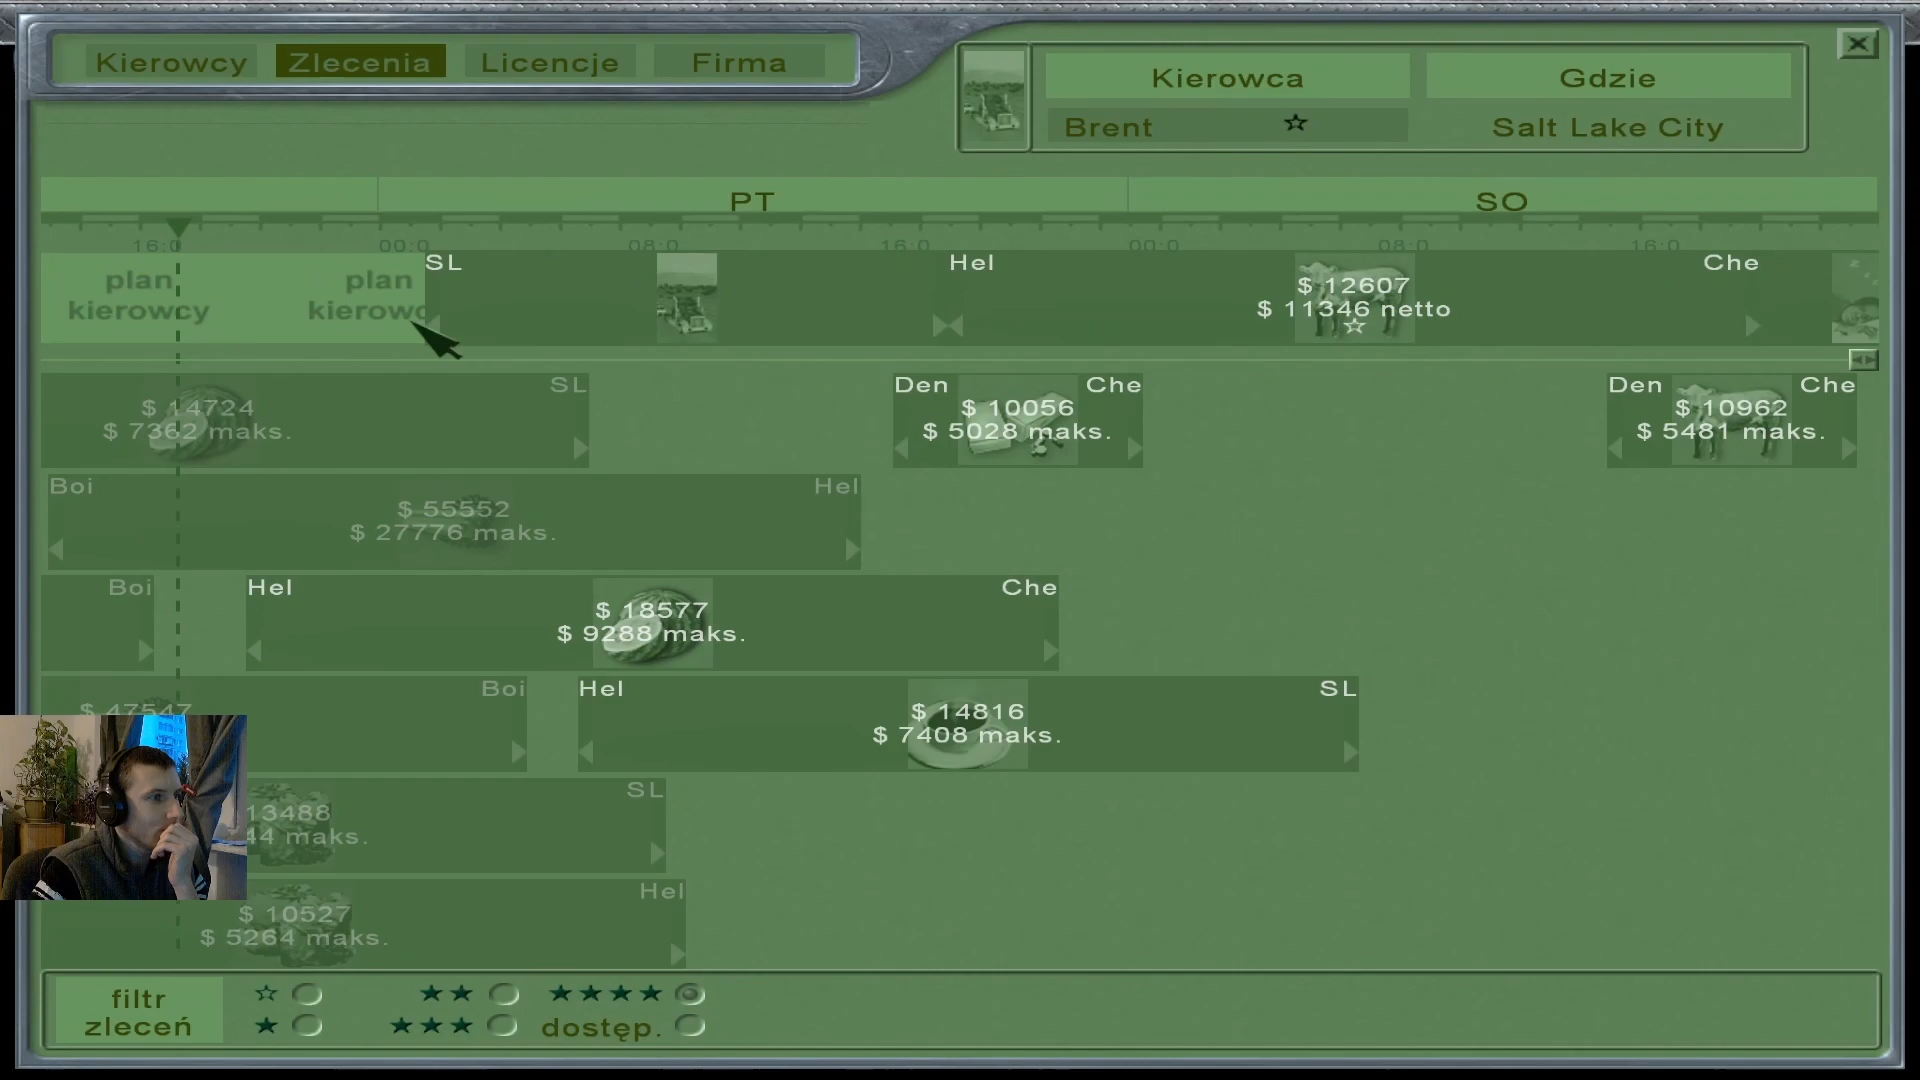 Kierowcy Zlecenia Licencje Firma
Kierowca Gdzie
Brent Salt Lake City
PT SO
16:0 00:0 08:0 16:0 00:0 08:0 16:0
plan kierowcy
plan kierowc
SL Hel
$ 12607
$ 11346 netto
Che
SL
$ 14724
$ 7362 maks.
Den Che
$ 10056
$ 5028 maks.
Den Che
$ 10962
$ 5481 maks.
Boi Hel
$ 55552
$ 27776 maks.
Boi
Hel Che
$ 18577
$ 9288 maks.
Boi
$ 47547
Hel SL
$ 14816
$ 7408 maks.
SL
13488
44 maks.
Hel
$ 10527
$ 5264 maks.
filtr
zleceń
dostęp.